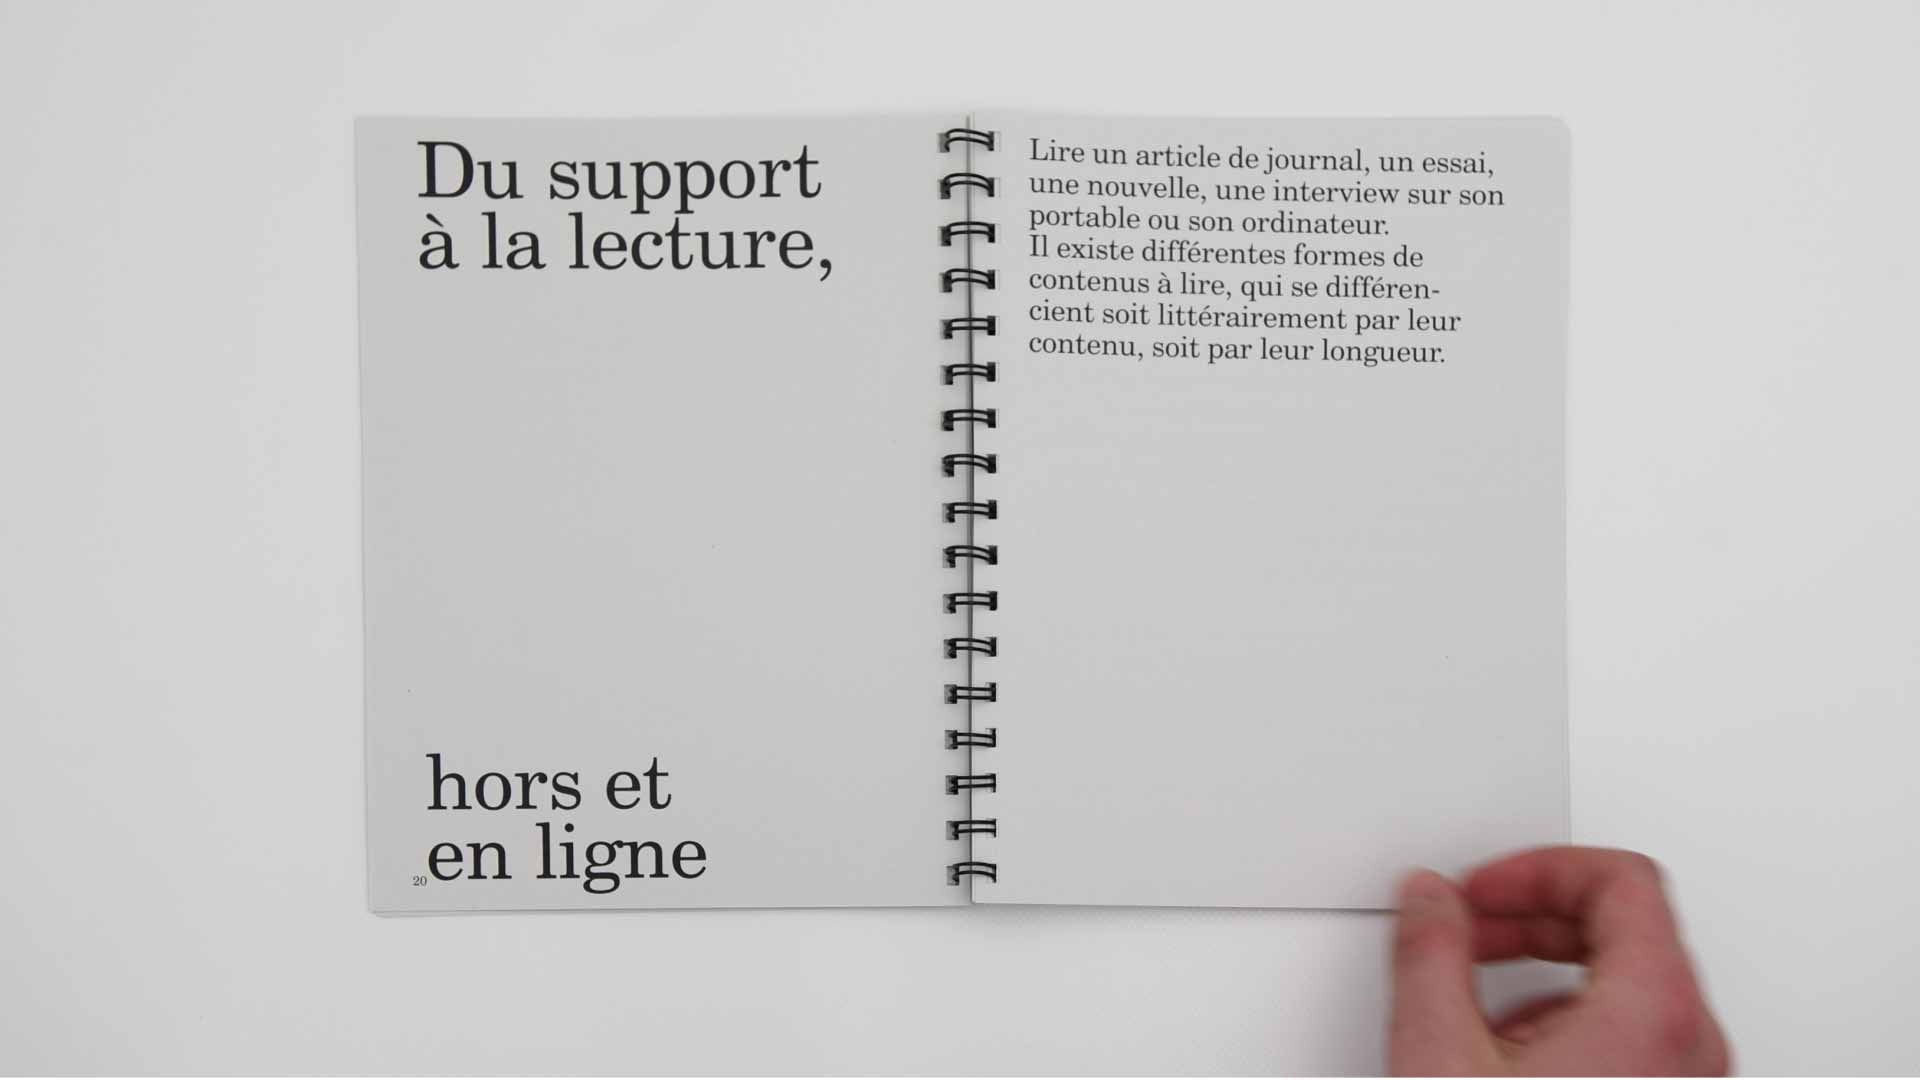 Du support
à la lecture,
hors et
en ligne
20
Lire un article de journal, un essai,
une nouvelle, une interview sur son
portable ou son ordinateur.
Il existe différentes formes de
contenus à lire, qui se différen-
cient soit littérairement par leur
contenu, soit par leur longueur.